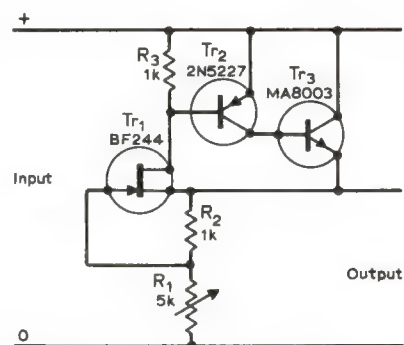 +
R3
1k
Tr2
2N5227
Tr3
MA8003
Tr1
BF244
Input
R2
1k
R1
5k
Output
0